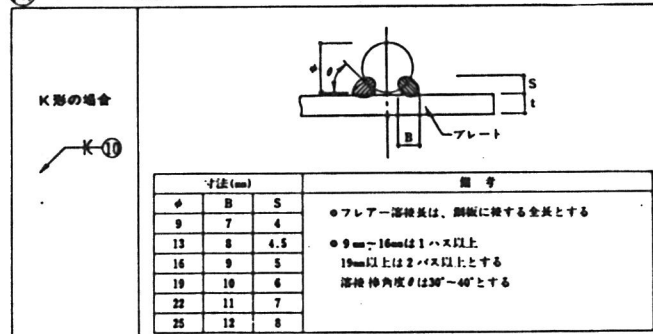 K形の場合
K 10
φ θ S t B
プレート
寸法(mm) 備考
φ B S
9 7 4
13 8 4.5
16 9 5
19 10 6
22 11 7
25 12 8
●フレアー溶接長は、鋼板に接する全長とする
●9mm~16mmは1パス以上
19mm以上は2パス以上とする
溶接棒角度θは30°~40°とする